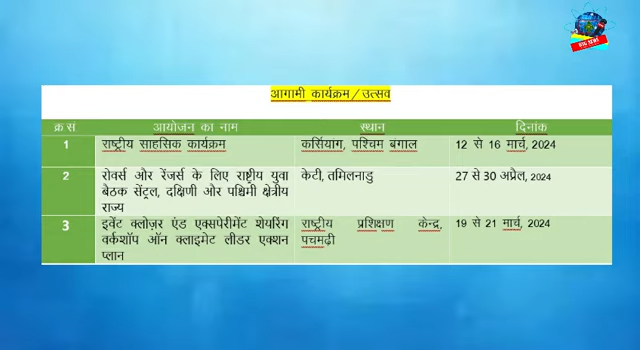 आगामी कार्यक्रम/उत्सव
क्र सं आयोजन का नाम स्थान दिनांक
1 राष्ट्रीय साहसिक कार्यक्रम कर्सियांग, पश्चिम बंगाल 12 से 16 मार्च, 2024
2 रोवर्स और रेंजर्स के लिए राष्ट्रीय युवा केटी, तमिलनाडु 27 से 30 अप्रैल, 2024
बैठक सेंट्रल, दक्षिणी और पश्चिमी क्षेत्रीय
राज्य
3 इवेंट क्लोज़र एंड एक्सपेरीमेंट शेयरिंग राष्ट्रीय प्रशिक्षण केन्द्र, 19 से 21 मार्च, 2024
वर्कशॉप ऑन क्लाइमेट लीडर एक्शन पचमढ़ी
प्लान